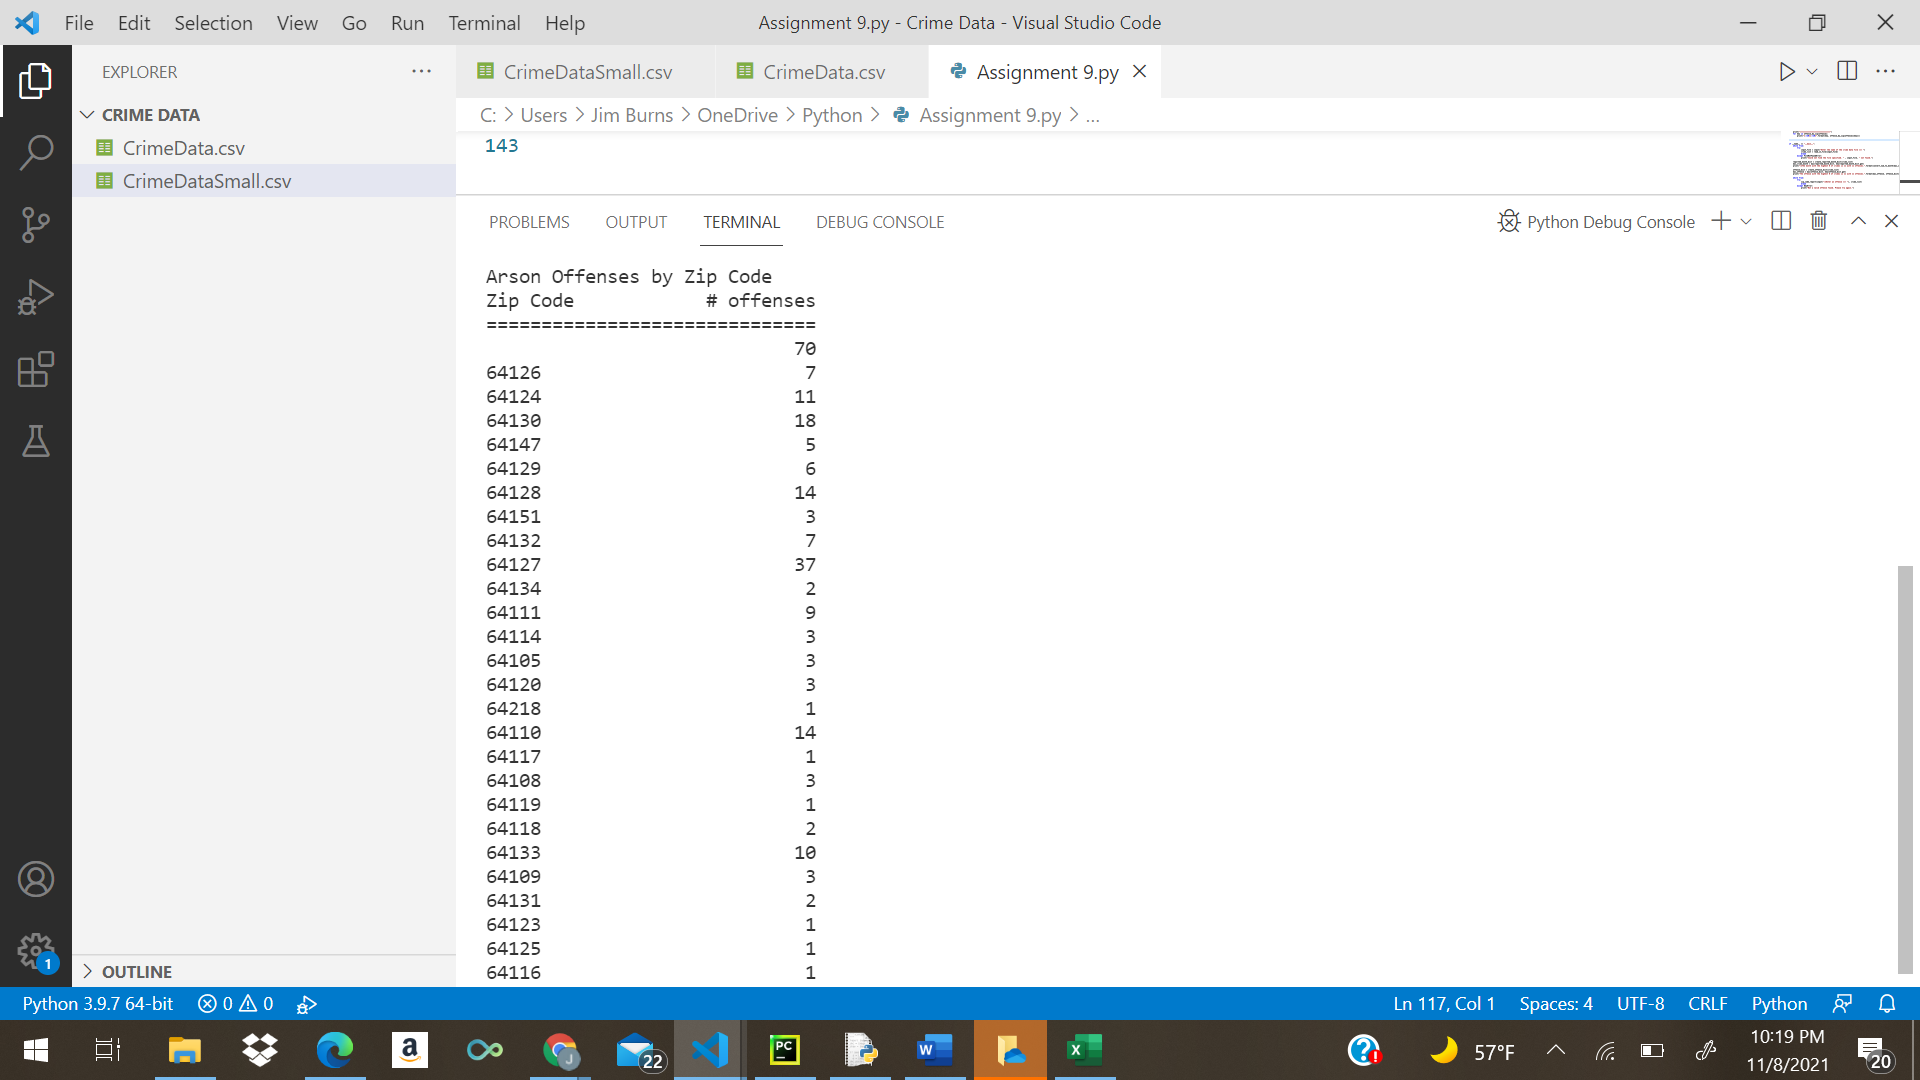 File Edit Selection View Go Run Terminal Help
Assignment 9.py - Crime Data - Visual Studio Code
EXPLORER
CrimeDataSmall.csv CrimeData.csv Assignment 9.py
CRIME DATA
CrimeData.csv
CrimeDataSmall.csv
C: > Users > Jim Burns > OneDrive > Python > Assignment 9.py > ...
143
PROBLEMS OUTPUT TERMINAL DEBUG CONSOLE
Python Debug Console
Arson Offenses by Zip Code
Zip Code # offenses
==============================
70
64126 7
64124 11
64130 18
64147 5
64129 6
64128 14
64151 3
64132 7
64127 37
64134 2
64111 9
64114 3
64105 3
64120 3
64218 1
64110 14
64117 1
64108 3
64119 1
64118 2
64133 10
64109 3
64131 2
64123 1
64125 1
64116 1
1
OUTLINE
Python 3.9.7 64-bit 0 0
Ln 117, Col 1 Spaces: 4 UTF-8 CRLF Python
a
J
22
PC
W
X
57°F
10:19 PM
11/8/2021
20